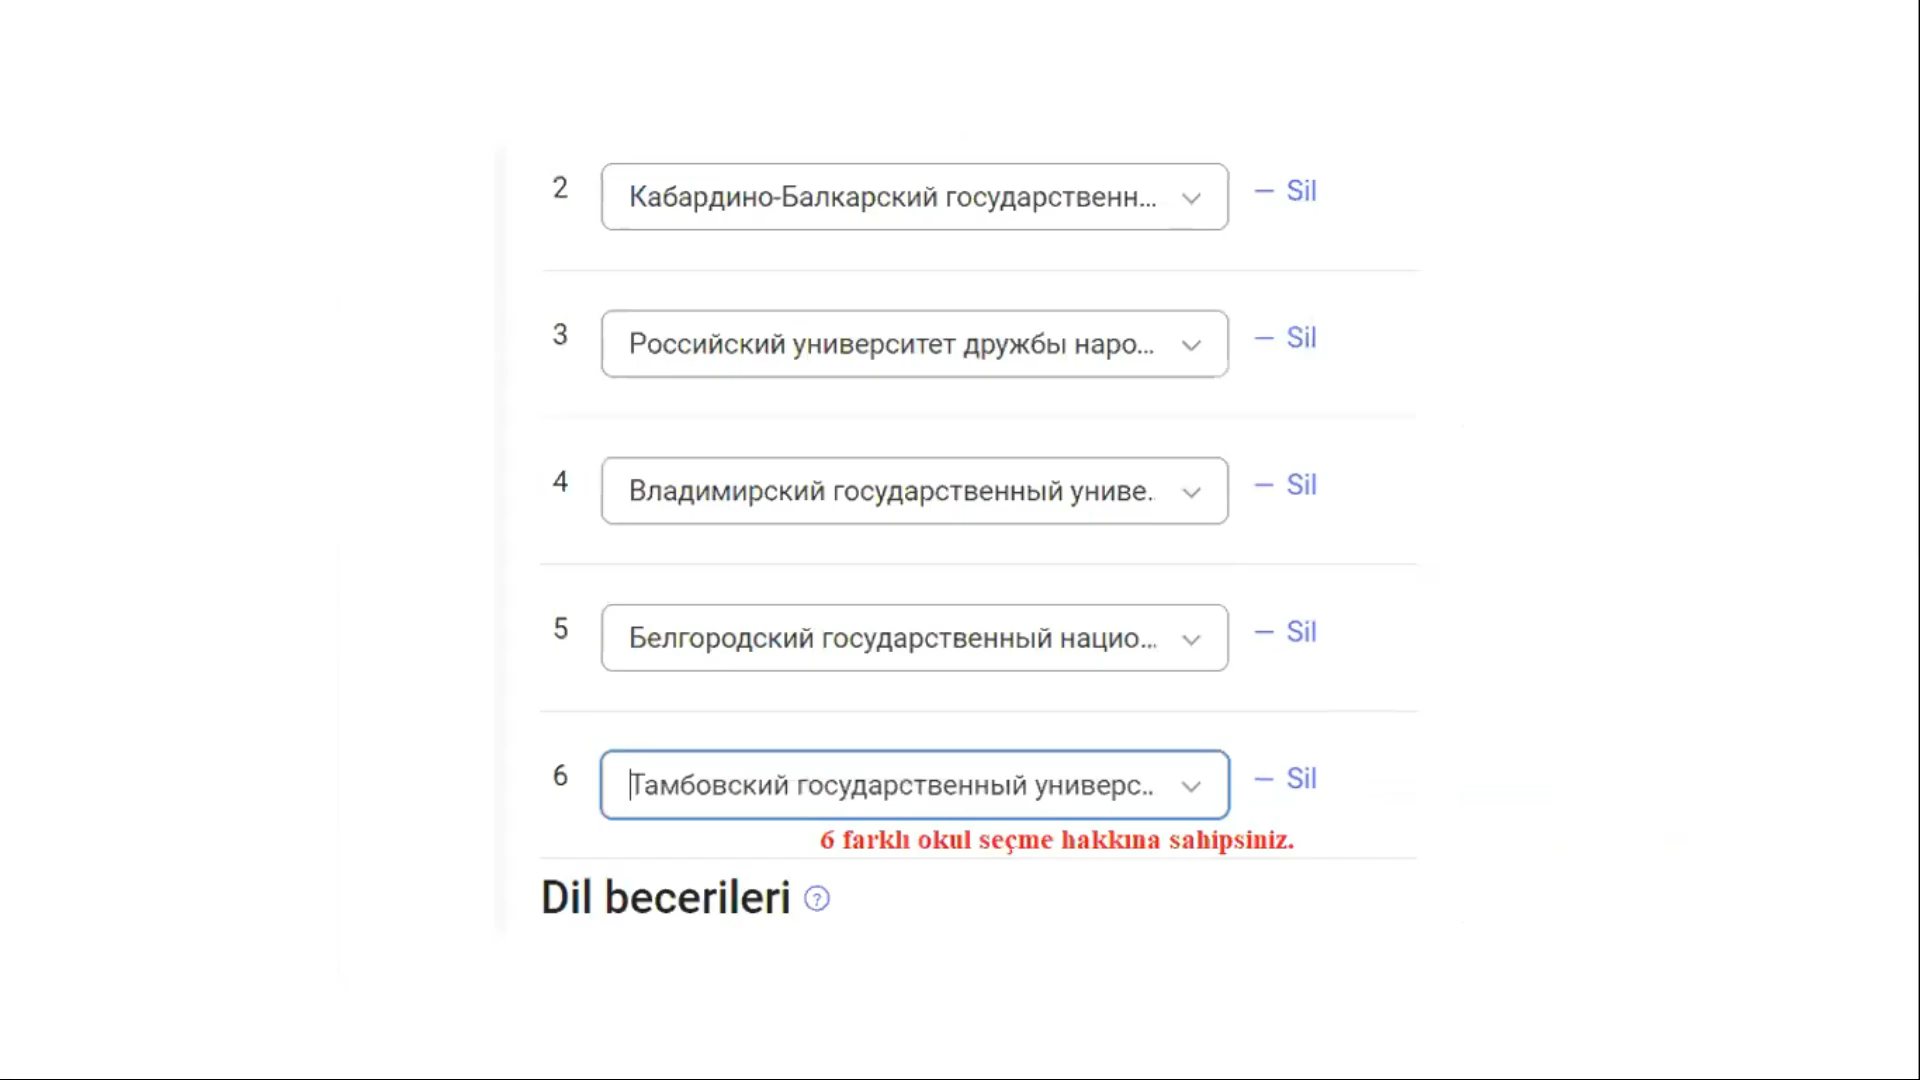 2 Кабардино-Балкарский государственн... — Sil
3 Российский университет дружбы наро... — Sil
4 Владимирский государственный униве.. — Sil
5 Белгородский государственный нацио... — Sil
6 Тамбовский государственный универс.. — Sil
6 farklı okul seçme hakkına sahipsiniz.
Dil becerileri ?